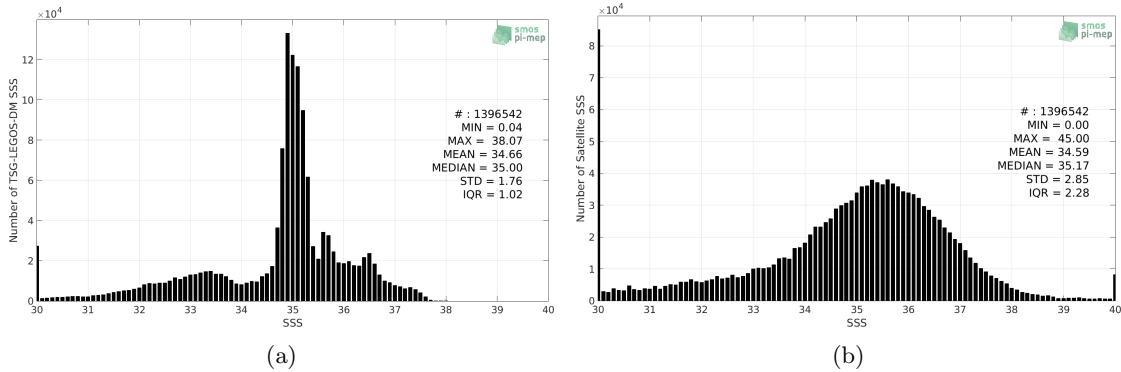 ×10⁴
smos
pi-mep
14
12
10
8
6
4
2
0
Number of TSG-LEGOS-DM SSS
# : 1396542
MIN = 0.04
MAX = 38.07
MEAN = 34.66
MEDIAN = 35.00
STD = 1.76
IQR = 1.02
30 31 32 33 34 35 36 37 38 39 40
SSS
(a)
×10⁴
smos
pi-mep
9
8
7
6
5
4
3
2
1
0
Number of Satellite SSS
# : 1396542
MIN = 0.00
MAX = 45.00
MEAN = 34.59
MEDIAN = 35.17
STD = 2.85
IQR = 2.28
30 31 32 33 34 35 36 37 38 39 40
SSS
(b)